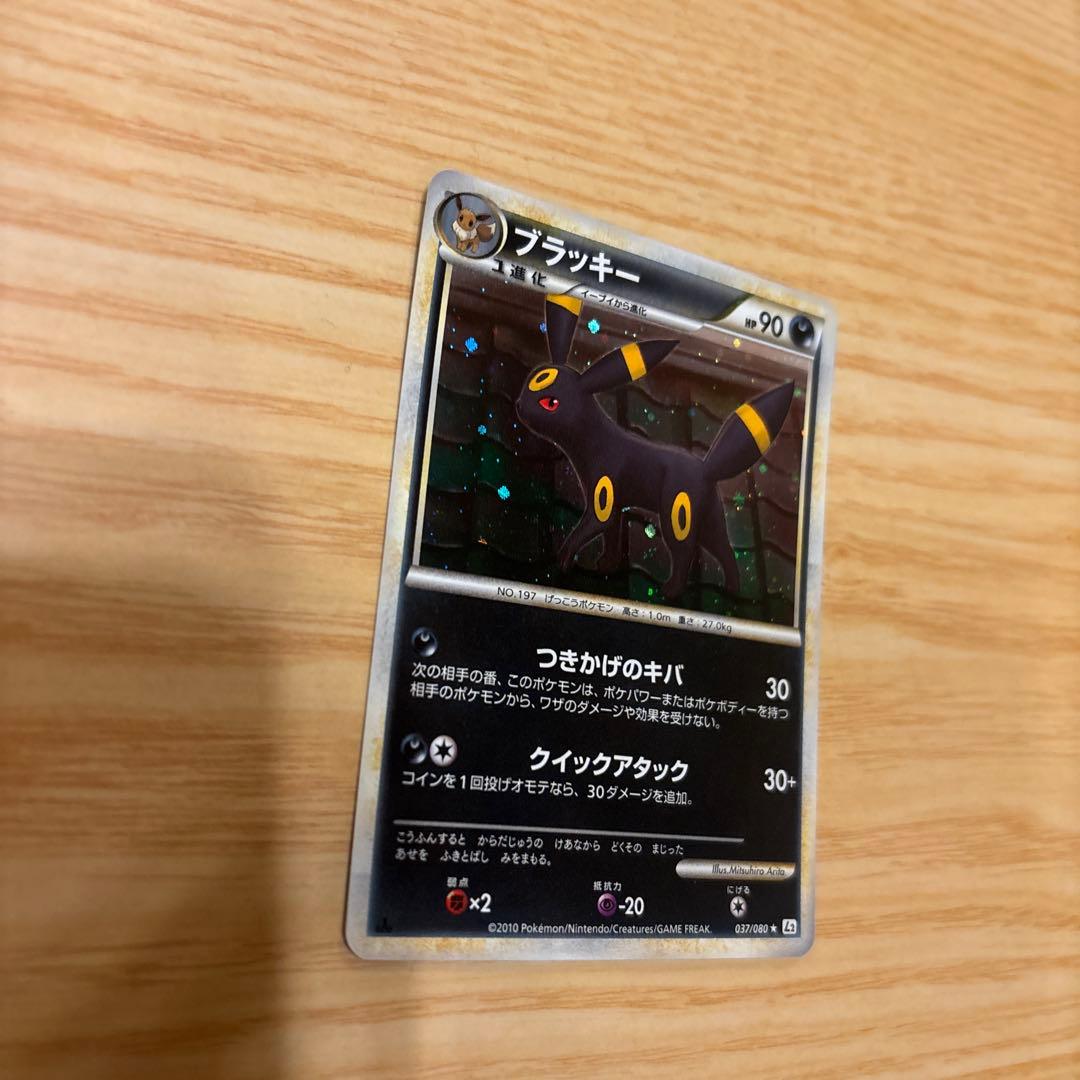 ブラッキー
1進化
イーブイから進化
HP 90
NO.197 げっこうポケモン 高さ:1.0m 重さ:27.0kg
つきかげのキバ 30
次の相手の番、このポケモンは、ポケパワーまたはポケボディーを持つ
相手のポケモンから、ワザのダメージや効果を受けない。
クイックアタック 30+
コインを1回投げオモテなら、30ダメージを追加。
こうふんすると からだじゅうの けあなから どくその まじった
あせを ふきとばし みをまもる。
Illus.Mitsuhiro Arita
弱点 抵抗力 にげる
×2 -20
©2010 Pokémon/Nintendo/Creatures/GAME FREAK. 037/080 ★ L2